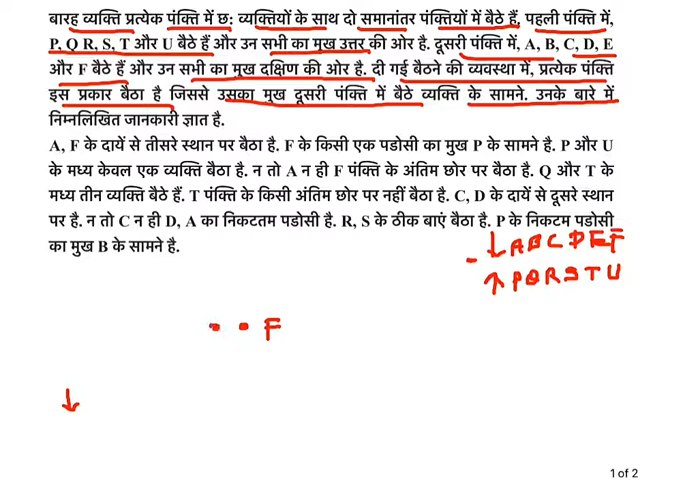 बारह व्यक्ति प्रत्येक पंक्ति में छ: व्यक्तियों के साथ दो समानांतर पंक्तियों में बैठे हैं. पहली पंक्ति में,
P, Q R, S, T और U बैठे हैं और उन सभी का मुख उत्तर की ओर है. दूसरी पंक्ति में, A, B, C, D, E
और F बैठे हैं और उन सभी का मुख दक्षिण की ओर है. दी गई बैठने की व्यवस्था में, प्रत्येक पंक्ति
इस प्रकार बैठा है जिससे उसका मुख दूसरी पंक्ति में बैठे व्यक्ति के सामने. उनके बारे में
निम्नलिखित जानकारी ज्ञात है.
A, F के दायें से तीसरे स्थान पर बैठा है. F के किसी एक पडोसी का मुख P के सामने है. P और U
के मध्य केवल एक व्यक्ति बैठा है. न तो A न ही F पंक्ति के अंतिम छोर पर बैठा है. Q और T के
मध्य तीन व्यक्ति बैठे हैं. T पंक्ति के किसी अंतिम छोर पर नहीं बैठा है. C, D के दायें से दूसरे स्थान
पर है. न तो C न ही D, A का निकटतम पडोसी है. R, S के ठीक बाएं बैठा है. P के निकटम पडोसी
का मुख B के सामने है.
↓ A B C D E F
↑ P Q R S T U
F
↓
1 of 2